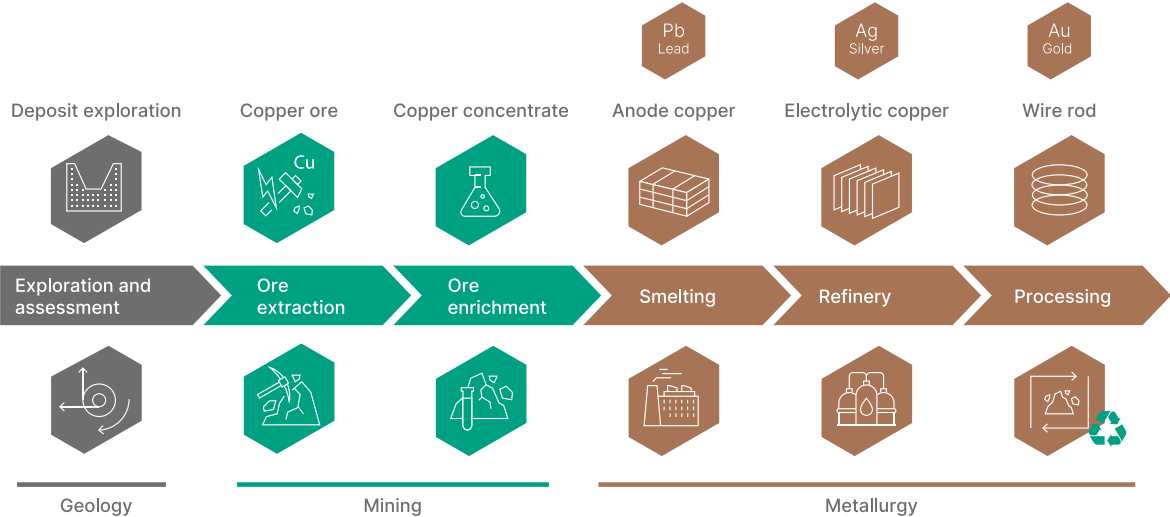 Pb
Lead
Ag
Silver
Au
Gold
Deposit exploration
Copper ore
Copper concentrate
Anode copper
Electrolytic copper
Wire rod
Cu
Exploration and
assessment
Ore
extraction
Ore
enrichment
Smelting
Refinery
Processing
Geology
Mining
Metallurgy